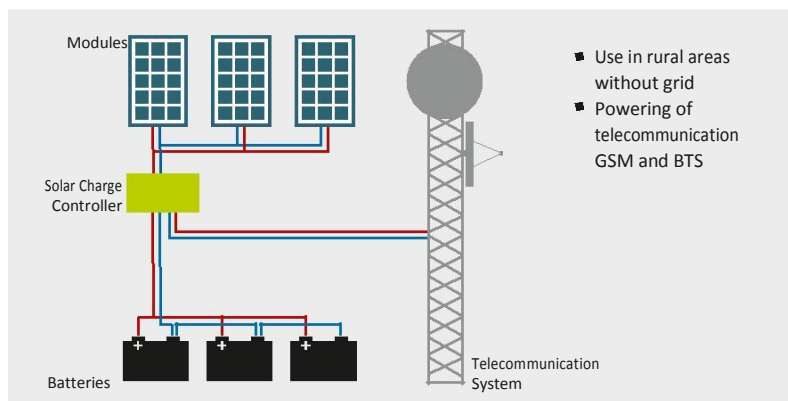 Modules
Solar Charge
Controller
Batteries
+
+
+
Telecommunication
System
Use in rural areas
without grid
Powering of
telecommunication
GSM and BTS